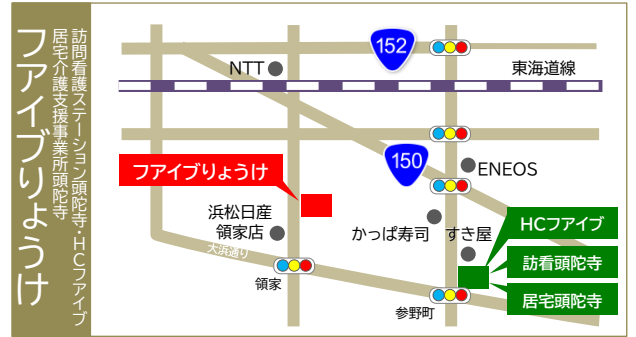 訪問看護ステーション頭陀寺・HCファイブ
居宅介護支援事業所頭陀寺
ファイブりょうけ
152
NTT
東海道線
ファイブりょうけ
150
ENEOS
浜松日産
領家店
かっぱ寿司
すき屋
HCファイブ
訪看頭陀寺
居宅頭陀寺
大浜通り
領家
参野町